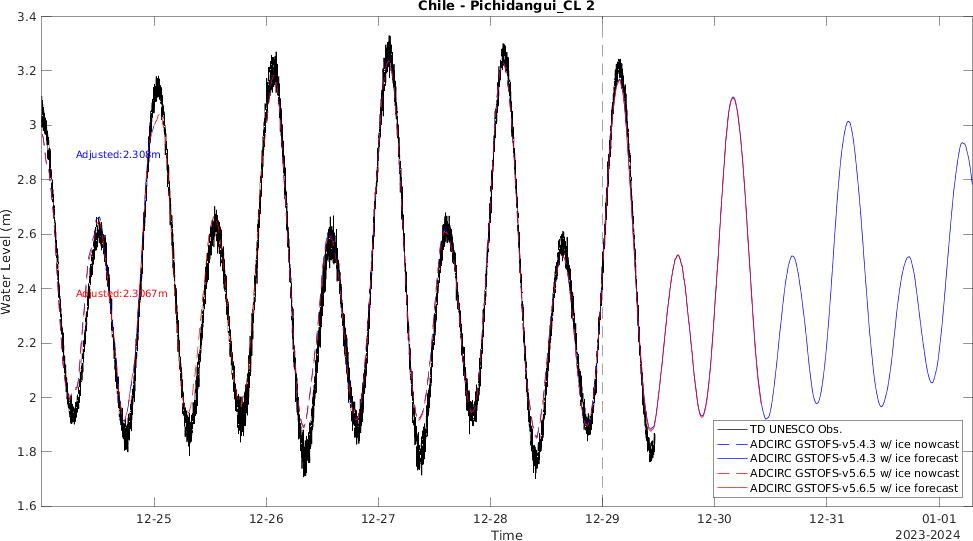 Chile - Pichidangui_CL 2
3.4
3.2
3
2.8
2.6
2.4
2.2
2
1.8
1.6
Water Level (m)
Adjusted:2.308m
Adjusted:2.3067m
TD UNESCO Obs.
ADCIRC GSTOFS-v5.4.3 w/ ice nowcast
ADCIRC GSTOFS-v5.4.3 w/ ice forecast
ADCIRC GSTOFS-v5.6.5 w/ ice nowcast
ADCIRC GSTOFS-v5.6.5 w/ ice forecast
12-25 12-26 12-27 12-28 12-29 12-30 12-31 01-01
Time
2023-2024